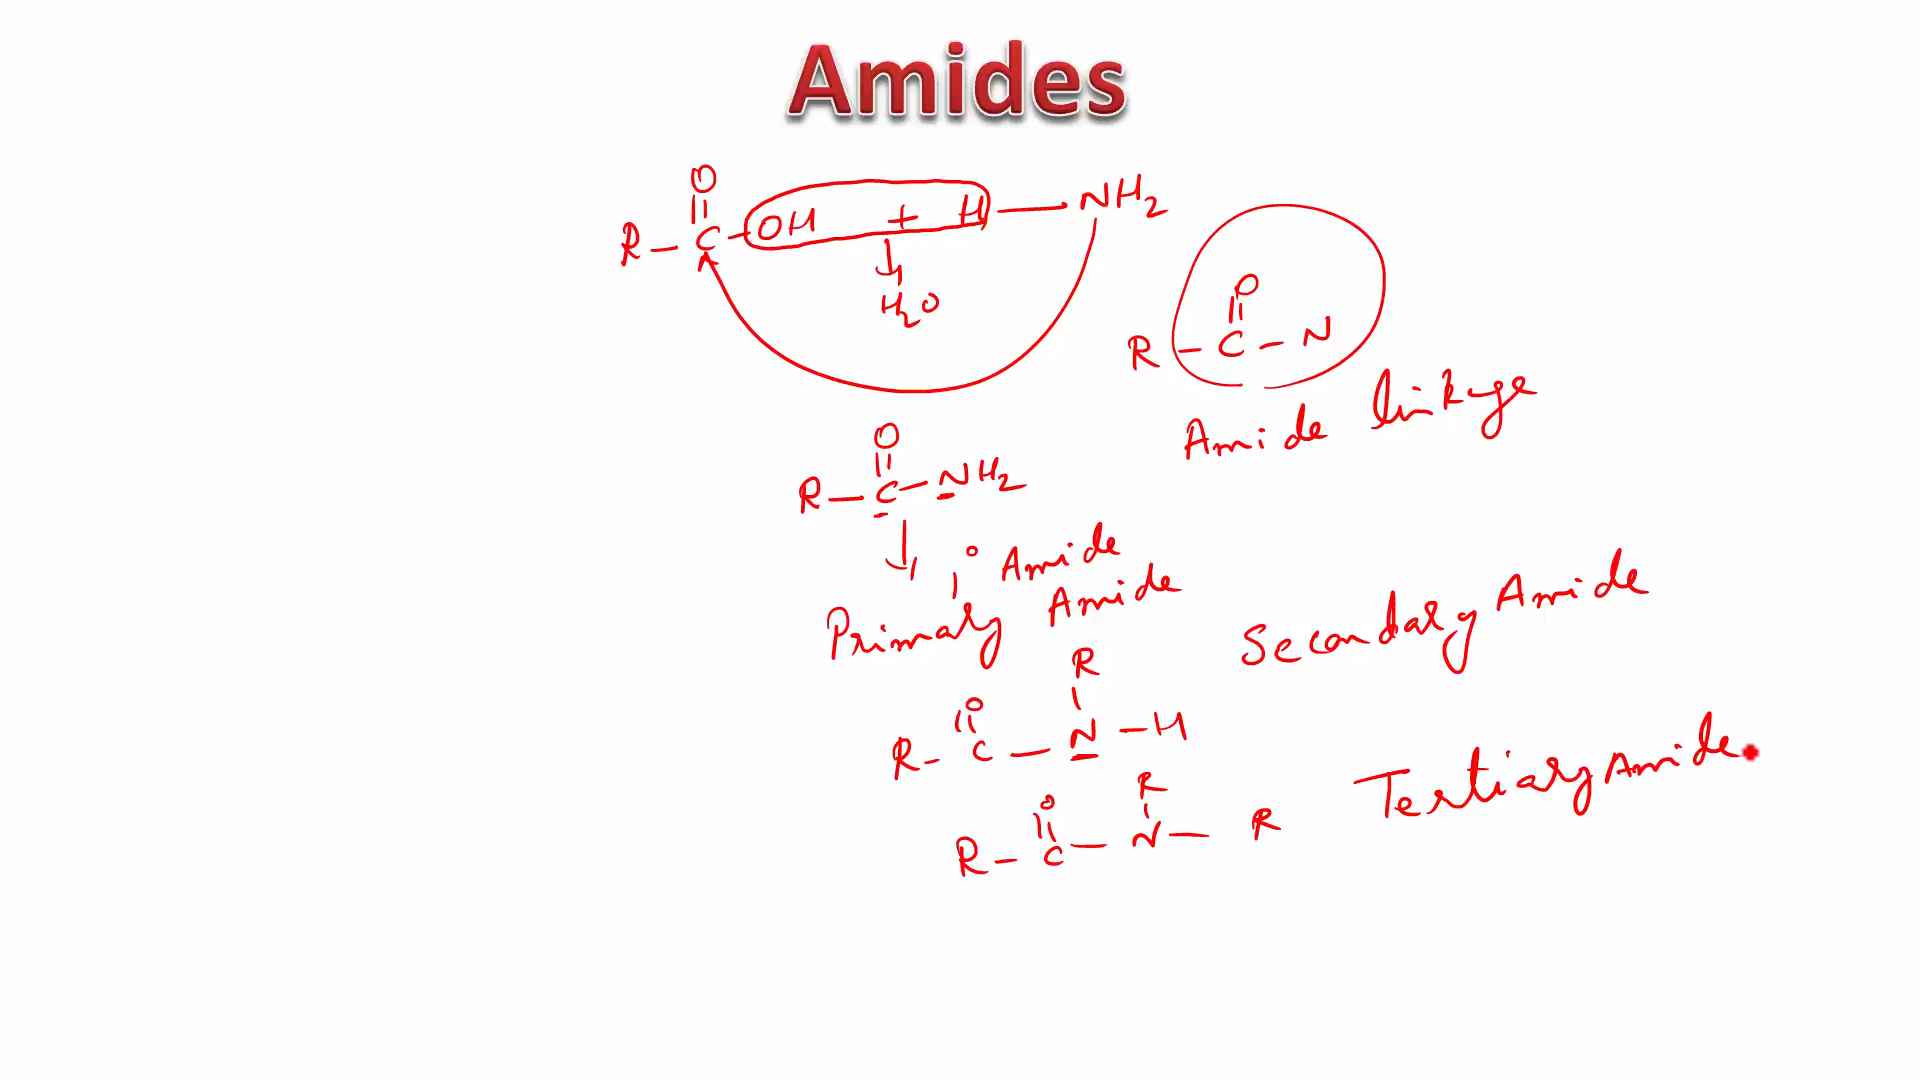 Amides
O
R - C - OH + H - NH2
H2O
O
R - C - N
Amide linkage
O
R - C - NH2
1° Amide
Primary Amide
Secondary Amide
R
O
R - C - N - H
Tertiary Amide
R
O
R - C - N - R